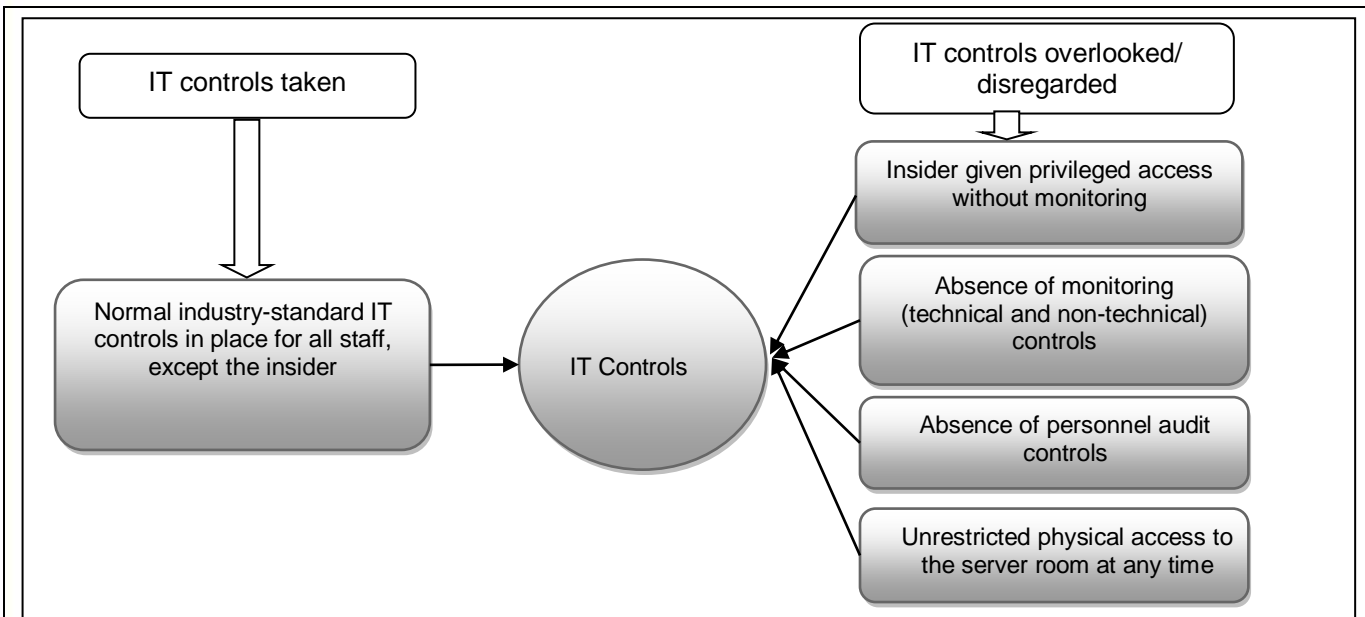 IT controls taken
Normal industry-standard IT
controls in place for all staff,
except the insider
IT Controls
IT controls overlooked/
disregarded
Insider given privileged access
without monitoring
Absence of monitoring
(technical and non-technical)
controls
Absence of personnel audit
controls
Unrestricted physical access to
the server room at any time